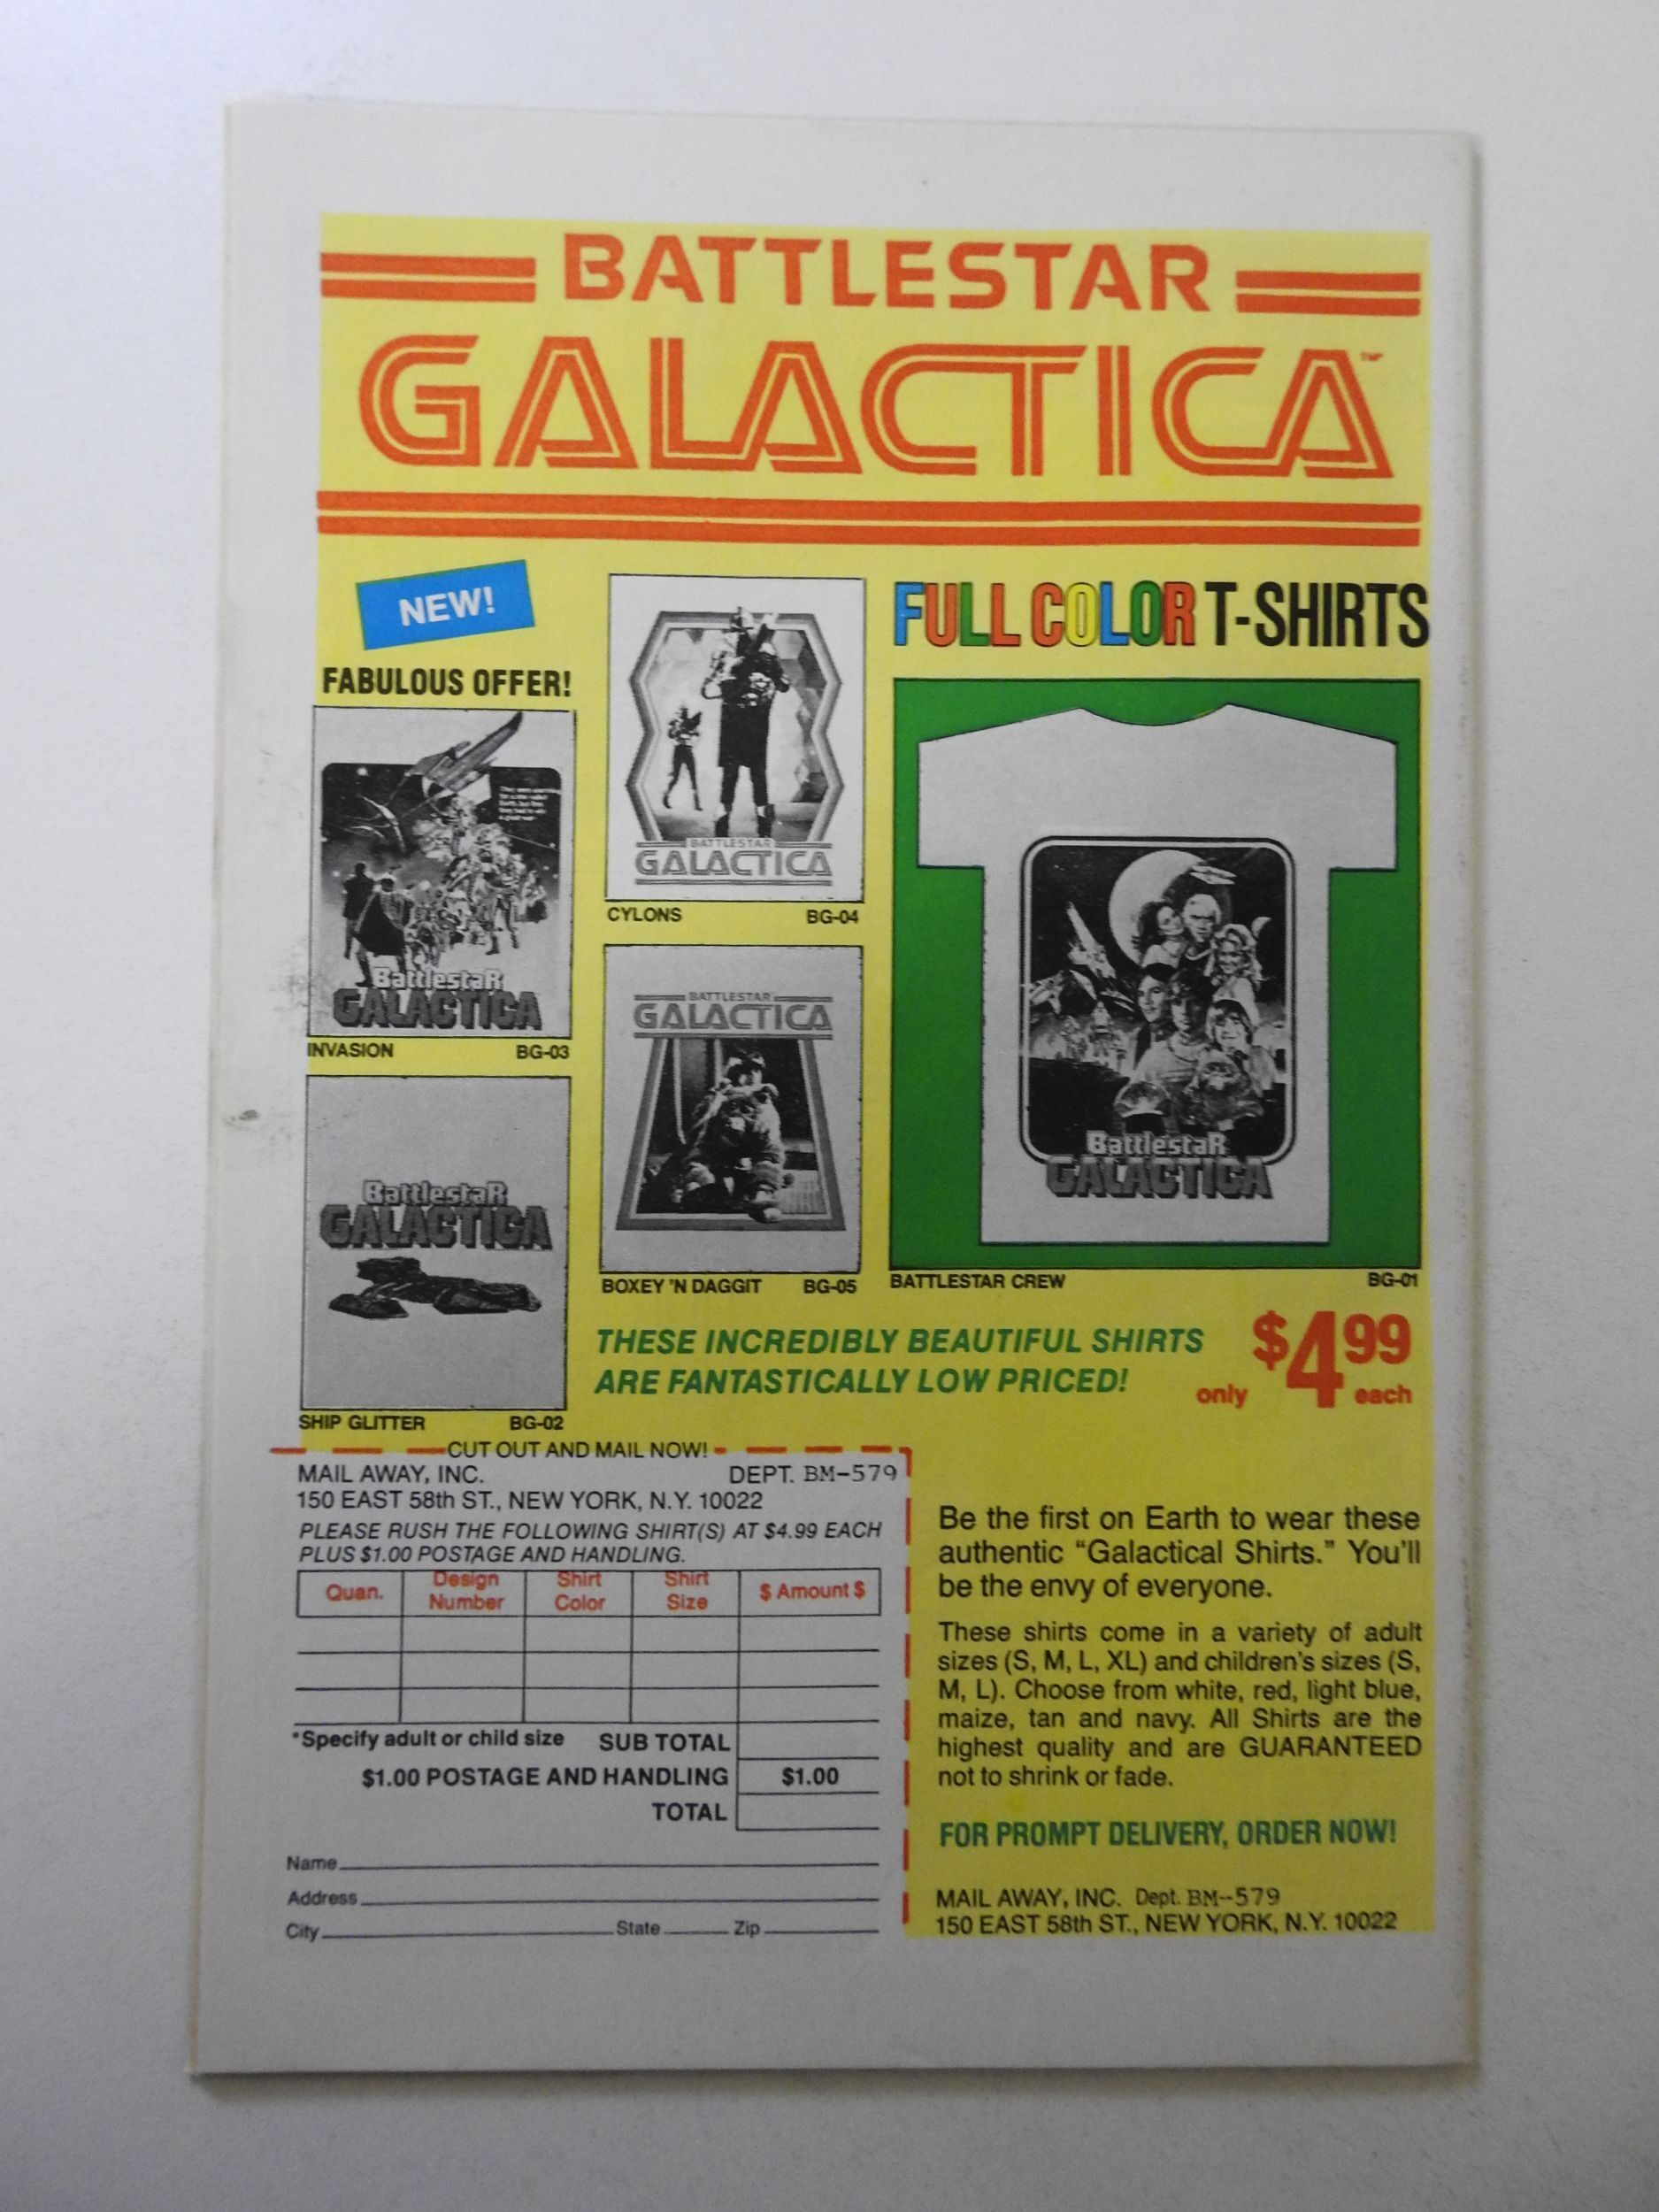 BATTLESTAR
GALACTICA™
NEW!
FABULOUS OFFER!
BattlestaR
GALACTICA
INVASION BG-03
BattlestaR
GALACTICA
SHIP GLITTER BG-02
BATTLESTAR
GALACTICA
CYLONS BG-04
BATTLESTAR
GALACTICA
BOXEY 'N DAGGIT BG-05
FULL COLOR T-SHIRTS
BattlestaR
GALACTICA
BATTLESTAR CREW BG-01
THESE INCREDIBLY BEAUTIFUL SHIRTS
ARE FANTASTICALLY LOW PRICED!
only $4.99 each
CUT OUT AND MAIL NOW!
MAIL AWAY, INC. DEPT. BM-579
150 EAST 58th ST., NEW YORK, N.Y. 10022
PLEASE RUSH THE FOLLOWING SHIRT(S) AT $4.99 EACH
PLUS $1.00 POSTAGE AND HANDLING.
Quan. Design Number Shirt Color Shirt Size $ Amount $
*Specify adult or child size SUB TOTAL
$1.00 POSTAGE AND HANDLING $1.00
TOTAL
Name
Address
City State Zip
Be the first on Earth to wear these
authentic “Galactical Shirts.” You'll
be the envy of everyone.
These shirts come in a variety of adult
sizes (S, M, L, XL) and children's sizes (S,
M, L). Choose from white, red, light blue,
maize, tan and navy. All Shirts are the
highest quality and are GUARANTEED
not to shrink or fade.
FOR PROMPT DELIVERY, ORDER NOW!
MAIL AWAY, INC. Dept. BM--579
150 EAST 58th ST., NEW YORK, N.Y. 10022